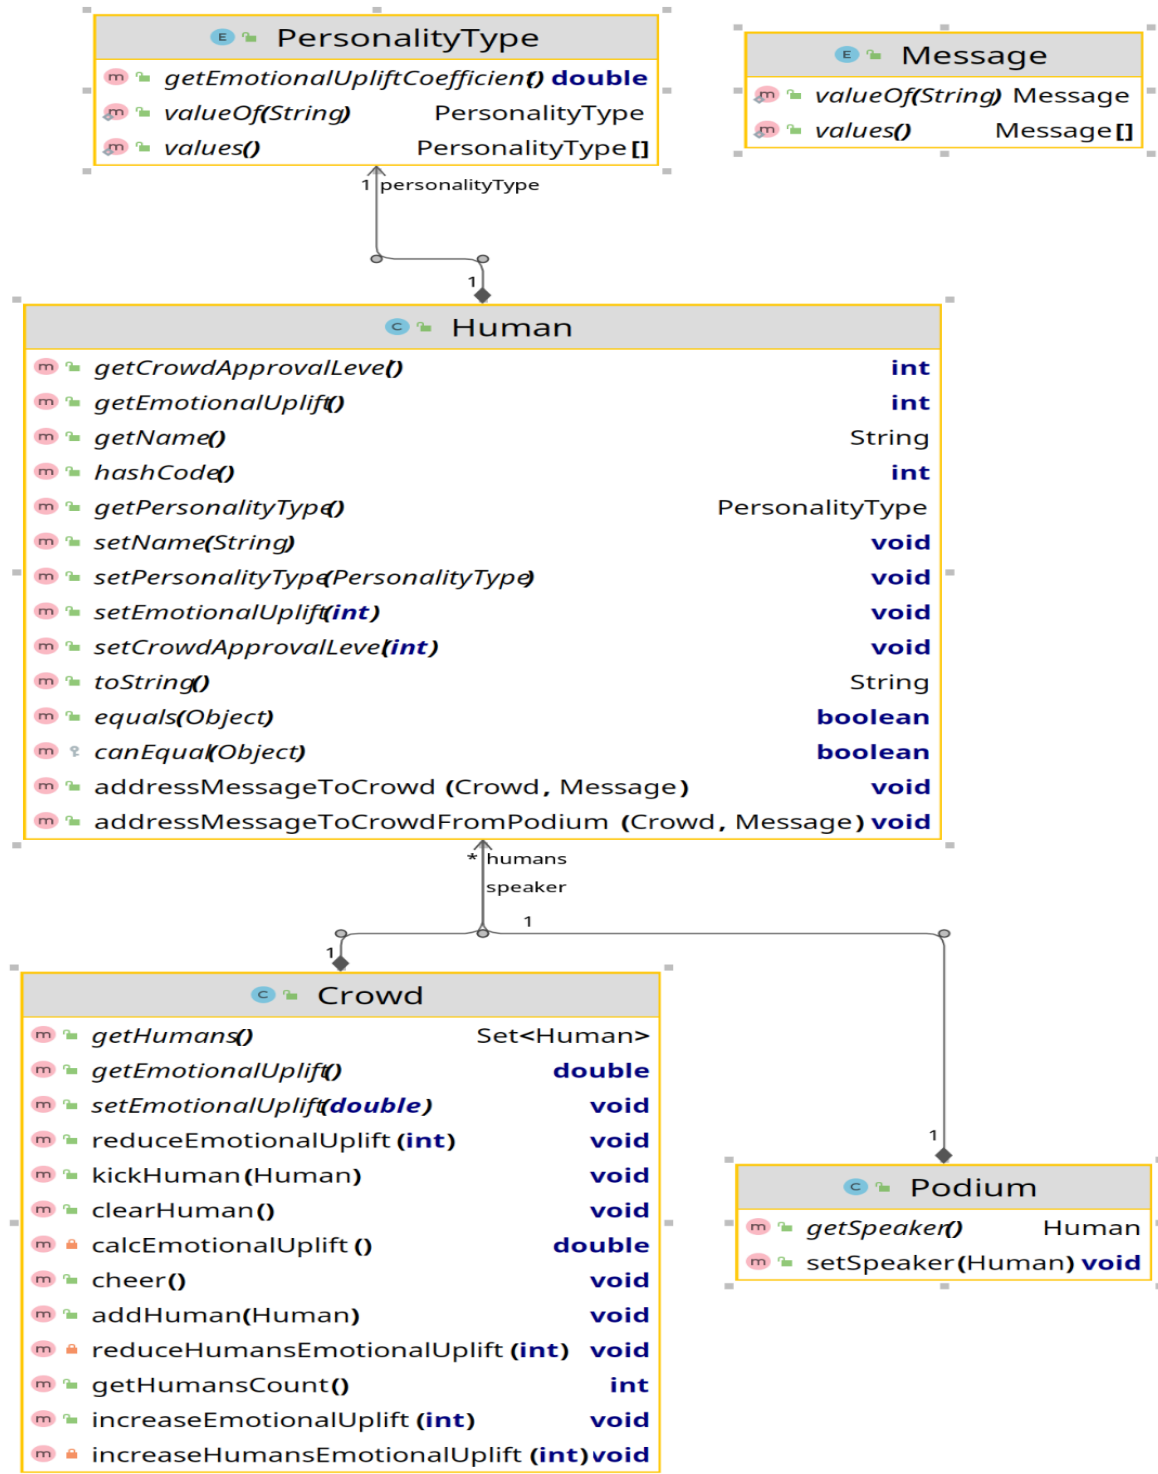 E PersonalityType
m getEmotionalUpliftCoefficient() double
m valueOf(String) PersonalityType
m values() PersonalityType[]
E Message
m valueOf(String) Message
m values() Message[]
1 personalityType
1
C Human
m getCrowdApprovalLevel() int
m getEmotionalUplift() int
m getName() String
m hashCode() int
m getPersonalityType() PersonalityType
m setName(String) void
m setPersonalityType(PersonalityType) void
m setEmotionalUplift(int) void
m setCrowdApprovalLevel(int) void
m toString() String
m equals(Object) boolean
m canEqual(Object) boolean
m addressMessageToCrowd (Crowd, Message) void
m addressMessageToCrowdFromPodium (Crowd, Message) void
* humans
speaker
1
1
C Crowd
m getHumans() Set<Human>
m getEmotionalUplift() double
m setEmotionalUplift(double) void
m reduceEmotionalUplift (int) void
m kickHuman(Human) void
m clearHuman() void
m calcEmotionalUplift () double
m cheer() void
m addHuman(Human) void
m reduceHumansEmotionalUplift (int) void
m getHumansCount() int
m increaseEmotionalUplift (int) void
m increaseHumansEmotionalUplift (int) void
1
C Podium
m getSpeaker() Human
m setSpeaker(Human) void